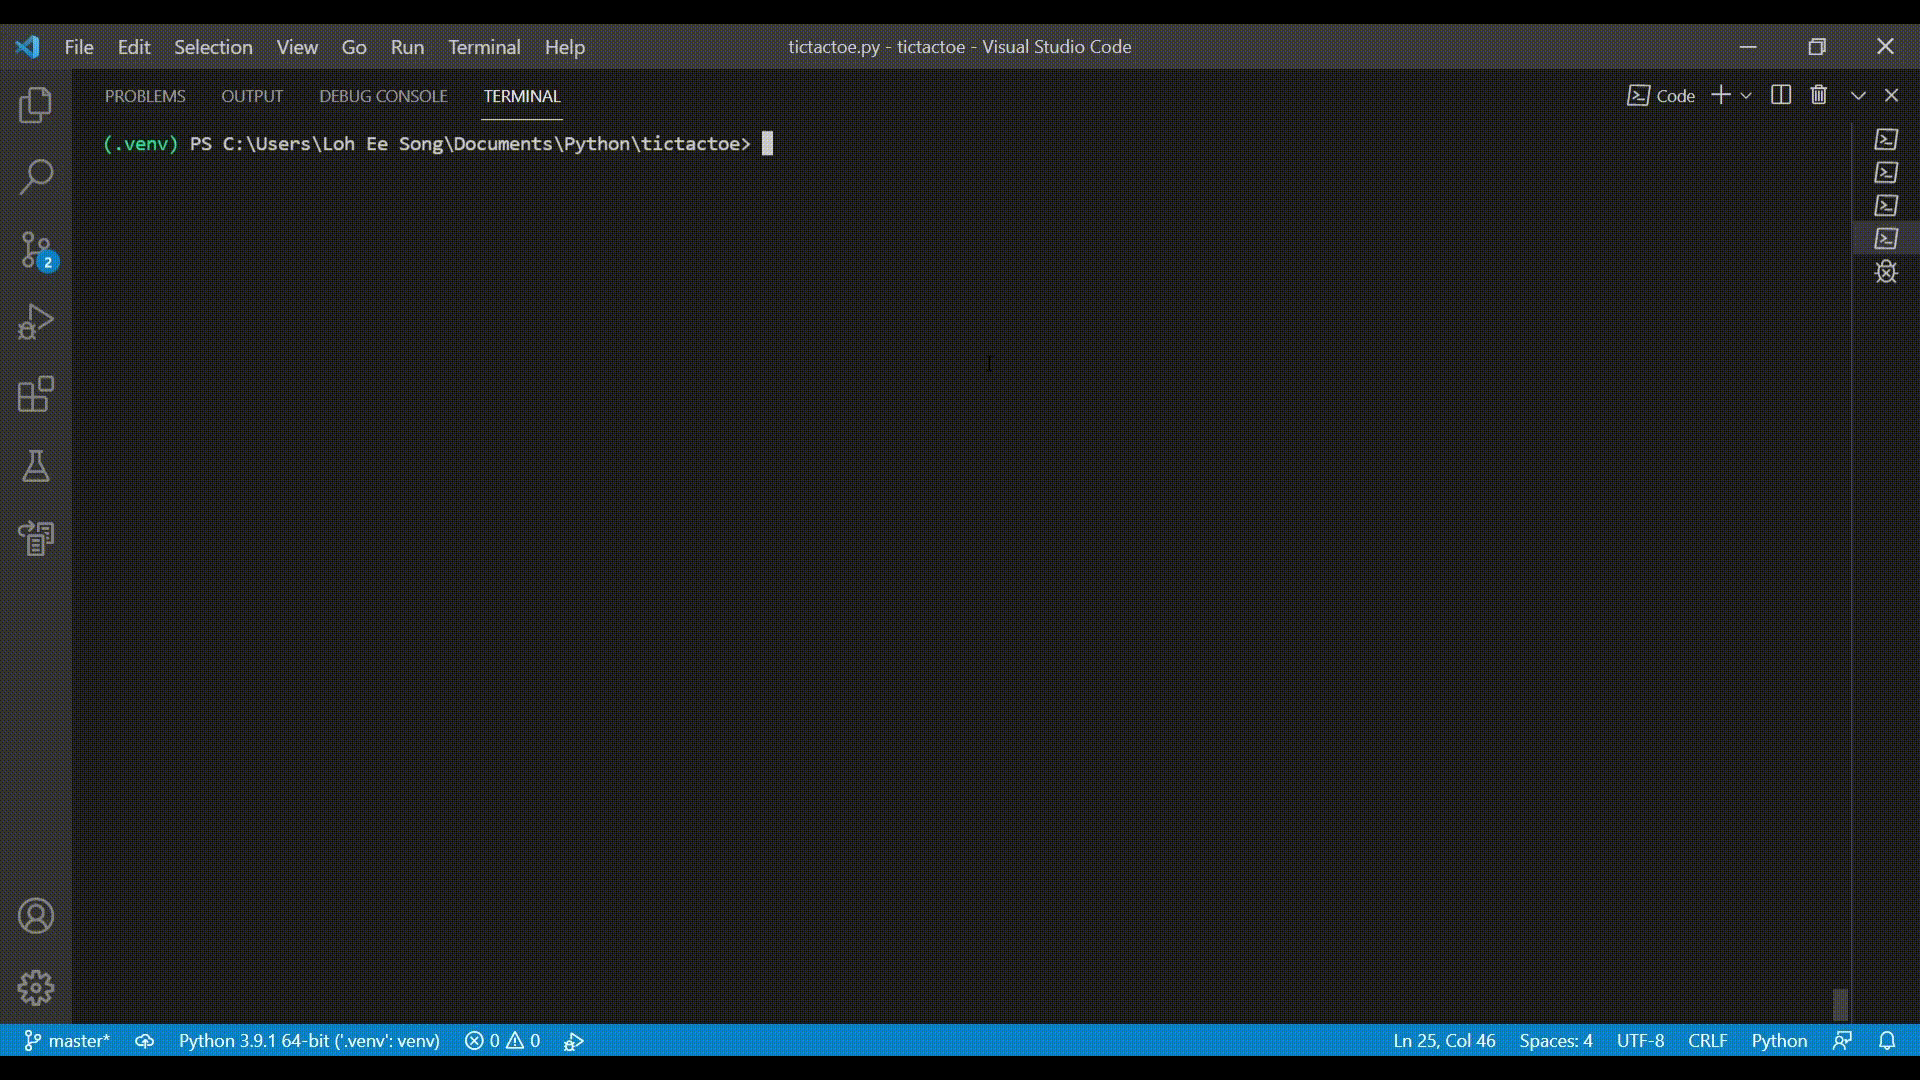 File Edit Selection View Go Run Terminal Help tictactoe.py - tictactoe - Visual Studio Code
PROBLEMS OUTPUT DEBUG CONSOLE TERMINAL Code
(.venv) PS C:\Users\Loh Ee Song\Documents\Python\tictactoe>
2
master* Python 3.9.1 64-bit ('.venv': venv) 0 0 Ln 25, Col 46 Spaces: 4 UTF-8 CRLF Python